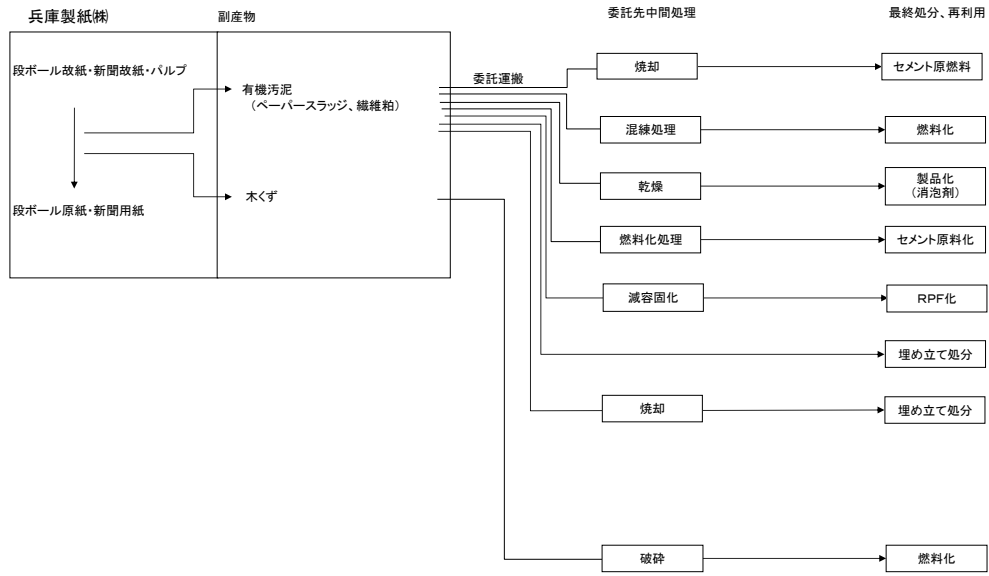 兵庫製紙㈱
副産物
委託先中間処理
最終処分、再利用
段ボール故紙・新聞故紙・パルプ
有機汚泥
（ペーパースラッジ、繊維粕）
木くず
段ボール原紙・新聞用紙
委託運搬
焼却
セメント原燃料
混練処理
燃料化
乾燥
製品化
（消泡剤）
燃料化処理
セメント原料化
減容固化
ＲＰＦ化
埋め立て処分
焼却
埋め立て処分
破砕
燃料化